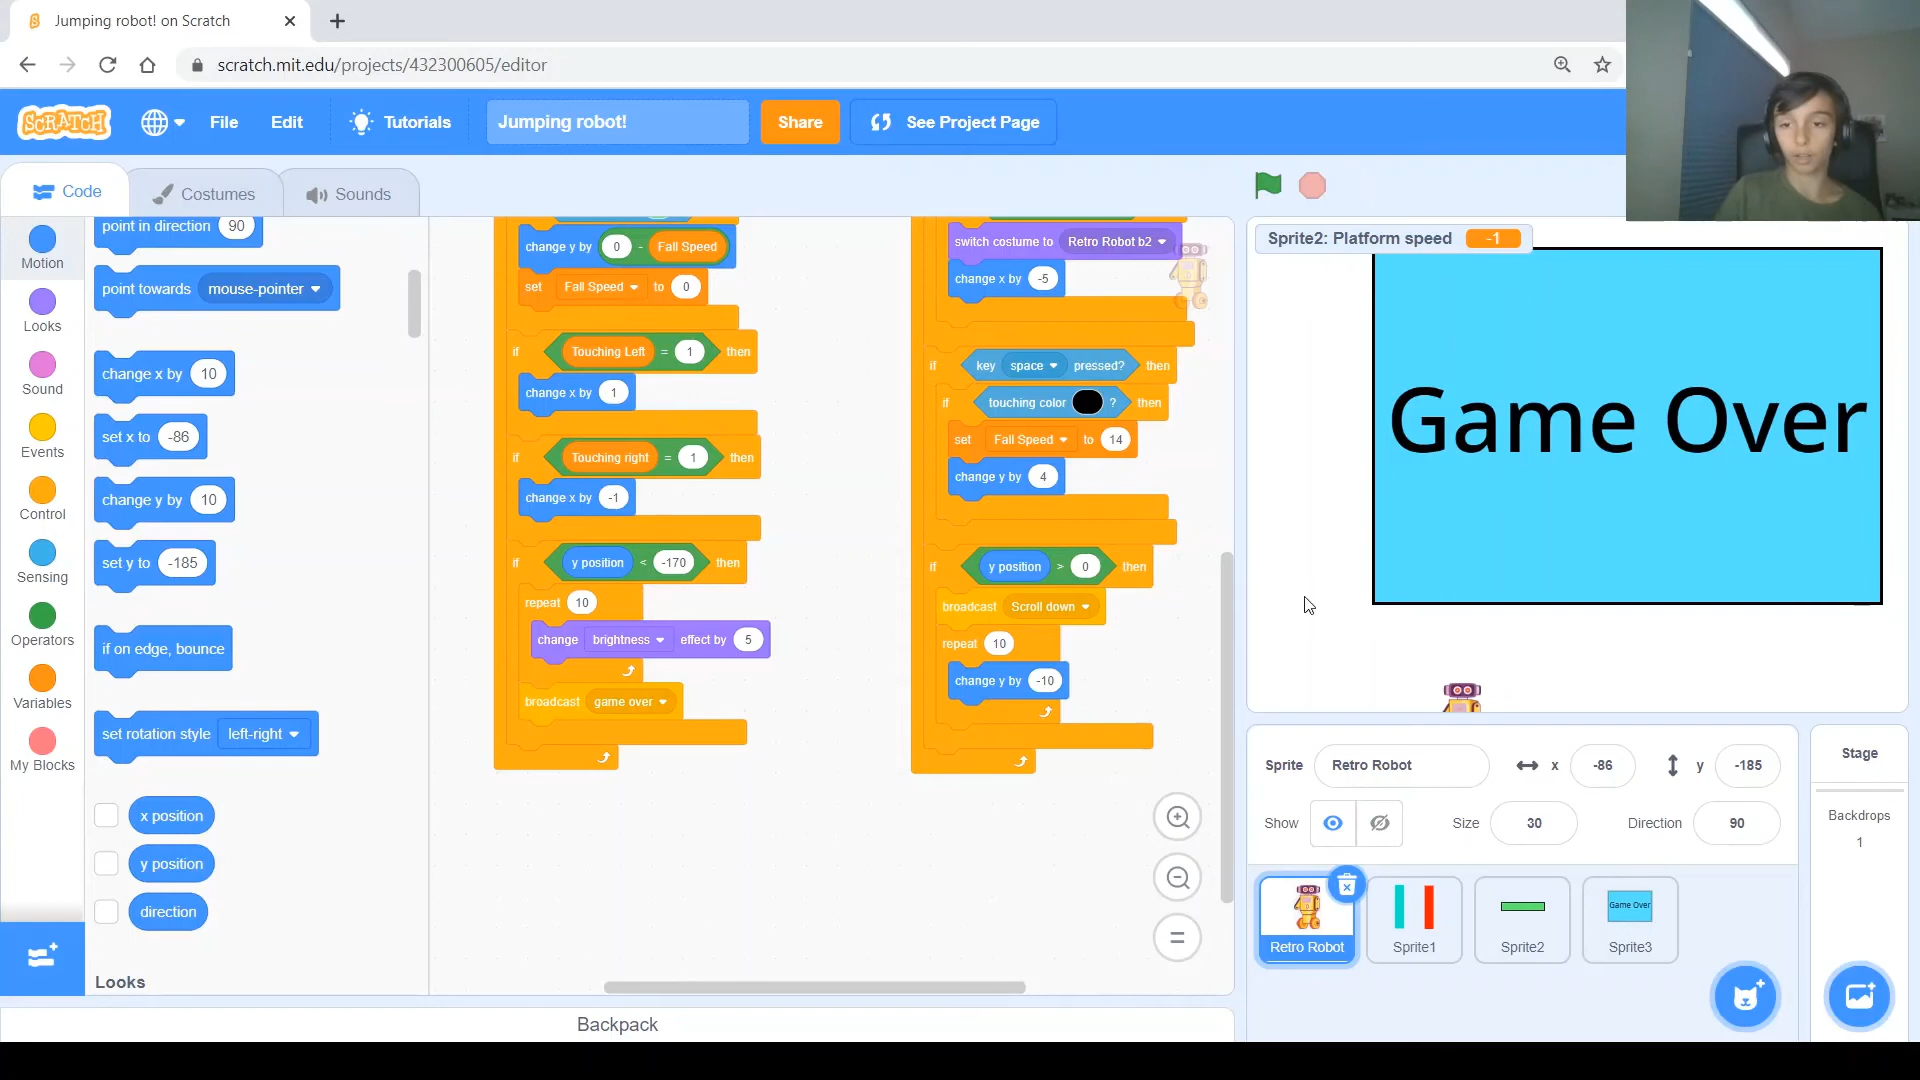 Jumping robot! on Scratch
scratch.mit.edu/projects/432300605/editor
SCRATCH
File
Edit
Tutorials
Jumping robot!
Share
See Project Page
Code
Costumes
Sounds
Motion
Looks
Sound
Events
Control
Sensing
Operators
Variables
My Blocks
point in direction 90
point towards mouse-pointer
change x by 10
set x to -86
change y by 10
set y to -185
if on edge, bounce
set rotation style left-right
x position
y position
direction
Looks
change y by 0 - Fall Speed
set Fall Speed to 0
if Touching Left = 1 then
change x by 1
if Touching right = 1 then
change x by -1
if y position < -170 then
repeat 10
change brightness effect by 5
broadcast game over
switch costume to Retro Robot b2
change x by -5
if key space pressed? then
if touching color ? then
set Fall Speed to 14
change y by 4
if y position > 0 then
broadcast Scroll down
repeat 10
change y by -10
Backpack
Sprite2: Platform speed -1
Game Over
Sprite Retro Robot x -86 y -185
Show Size 30 Direction 90
Retro Robot
Sprite1
Sprite2
Game Over
Sprite3
Stage
Backdrops
1